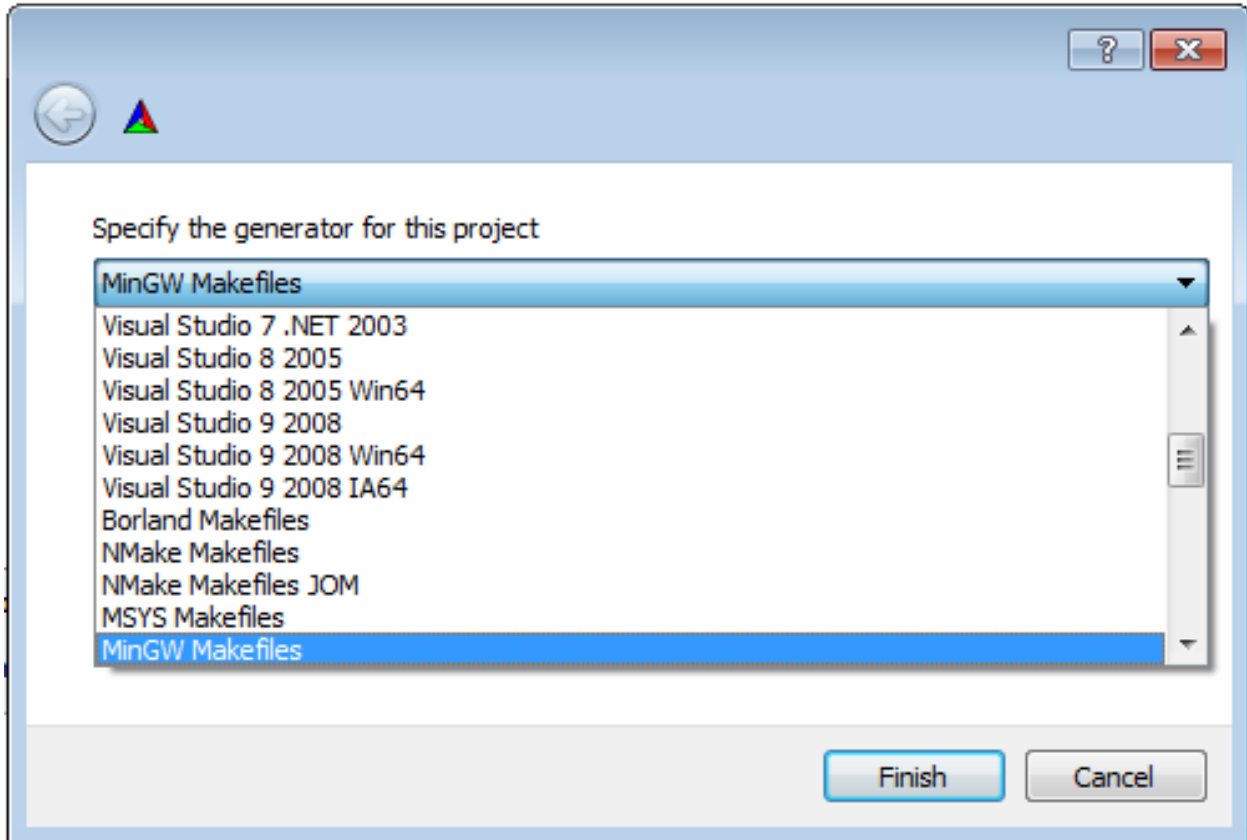 Specify the generator for this project
MinGW Makefiles
Visual Studio 7 .NET 2003
Visual Studio 8 2005
Visual Studio 8 2005 Win64
Visual Studio 9 2008
Visual Studio 9 2008 Win64
Visual Studio 9 2008 IA64
Borland Makefiles
NMake Makefiles
NMake Makefiles JOM
MSYS Makefiles
MinGW Makefiles
Finish Cancel